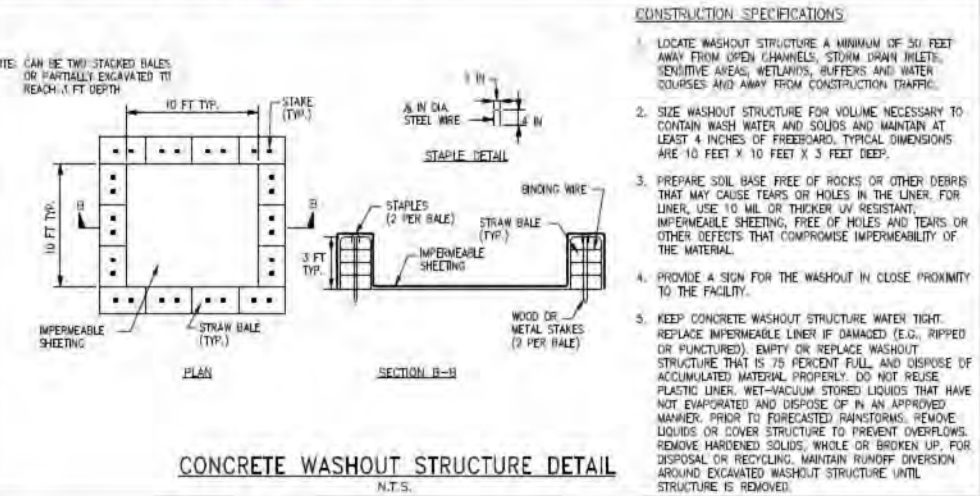 NOTE: CAN BE TWO STACKED BALES
OR PARTIALLY EXCAVATED TO
REACH 3 FT DEPTH
10 FT TYP.
STAKE
(TYP.)
10 FT TYP.
B
B
IMPERMEABLE
SHEETING
STRAW BALE
(TYP.)
PLAN
IN DIA.
STEEL WIRE
IN
IN
STAPLE DETAIL
STAPLES
(2 PER BALE)
BINDING WIRE
STRAW BALE
(TYP.)
3 FT
TYP.
IMPERMEABLE
SHEETING
WOOD OR
METAL STAKES
(2 PER BALE)
SECTION B-B
CONCRETE WASHOUT STRUCTURE DETAIL
N.T.S.
CONSTRUCTION SPECIFICATIONS
1. LOCATE WASHOUT STRUCTURE A MINIMUM OF 50 FEET
AWAY FROM OPEN CHANNELS, STORM DRAIN INLETS,
SENSITIVE AREAS, WETLANDS, BUFFERS AND WATER
COURSES AND AWAY FROM CONSTRUCTION TRAFFIC.
2. SIZE WASHOUT STRUCTURE FOR VOLUME NECESSARY TO
CONTAIN WASH WATER AND SOLIDS AND MAINTAIN AT
LEAST 4 INCHES OF FREEBOARD. TYPICAL DIMENSIONS
ARE 10 FEET X 10 FEET X 3 FEET DEEP.
3. PREPARE SOIL BASE FREE OF ROCKS OR OTHER DEBRIS
THAT MAY CAUSE TEARS OR HOLES IN THE LINER. FOR
LINER, USE 10 MIL OR THICKER UV RESISTANT,
IMPERMEABLE SHEETING, FREE OF HOLES AND TEARS OR
OTHER DEFECTS THAT COMPROMISE IMPERMEABILITY OF
THE MATERIAL.
4. PROVIDE A SIGN FOR THE WASHOUT IN CLOSE PROXIMITY
TO THE FACILITY.
5. KEEP CONCRETE WASHOUT STRUCTURE WATER TIGHT.
REPLACE IMPERMEABLE LINER IF DAMAGED (E.G., RIPPED
OR PUNCTURED). EMPTY OR REPLACE WASHOUT
STRUCTURE THAT IS 75 PERCENT FULL, AND DISPOSE OF
ACCUMULATED MATERIAL PROPERLY. DO NOT REUSE
PLASTIC LINER. WET-VACUUM STORED LIQUIDS THAT HAVE
NOT EVAPORATED AND DISPOSE OF IN AN APPROVED
MANNER. PRIOR TO FORECASTED RAINSTORMS, REMOVE
LIQUIDS OR COVER STRUCTURE TO PREVENT OVERFLOWS.
REMOVE HARDENED SOLIDS, WHOLE OR BROKEN UP, FOR
DISPOSAL OR RECYCLING. MAINTAIN RUNOFF DIVERSION
AROUND EXCAVATED WASHOUT STRUCTURE UNTIL
STRUCTURE IS REMOVED.